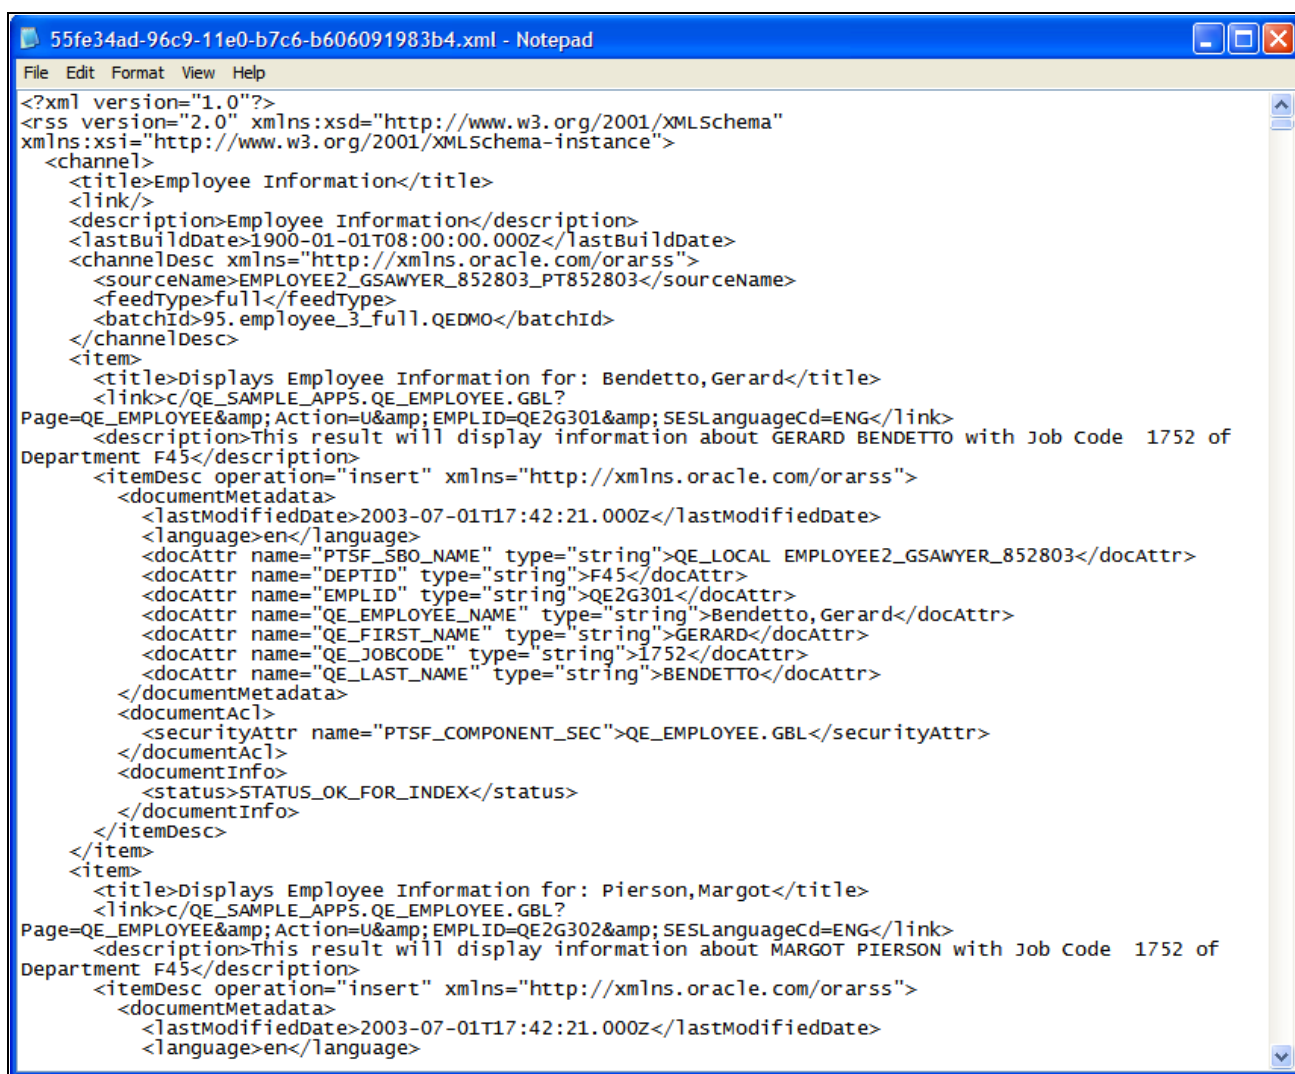 55fe34ad-96c9-11e0-b7c6-b606091983b4.xml - Notepad
File Edit Format View Help
<?xml version="1.0"?>
<rss version="2.0" xmlns:xsd="http://www.w3.org/2001/XMLSchema"
xmlns:xsi="http://www.w3.org/2001/XMLSchema-instance">
  <channel>
    <title>Employee Information</title>
    <link/>
    <description>Employee Information</description>
    <lastBuildDate>1900-01-01T08:00:00.000Z</lastBuildDate>
    <channelDesc xmlns="http://xmlns.oracle.com/orarss">
      <sourceName>EMPLOYEE2_GSAWYER_852803_PT852803</sourceName>
      <feedType>full</feedType>
      <batchId>95.employee_3_full.QEDMO</batchId>
    </channelDesc>
    <item>
      <title>Displays Employee Information for: Bendetto,Gerard</title>
      <link>c/QE_SAMPLE_APPS.QE_EMPLOYEE.GBL?
Page=QE_EMPLOYEE&amp;Action=U&amp;EMPLID=QE2G301&amp;SESLanguageCd=ENG</link>
      <description>This result will display information about GERARD BENDETTO with Job Code  1752 of
Department F45</description>
      <itemDesc operation="insert" xmlns="http://xmlns.oracle.com/orarss">
        <documentMetadata>
          <lastModifiedDate>2003-07-01T17:42:21.000Z</lastModifiedDate>
          <language>en</language>
          <docAttr name="PTSF_SBO_NAME" type="string">QE_LOCAL EMPLOYEE2_GSAWYER_852803</docAttr>
          <docAttr name="DEPTID" type="string">F45</docAttr>
          <docAttr name="EMPLID" type="string">QE2G301</docAttr>
          <docAttr name="QE_EMPLOYEE_NAME" type="string">Bendetto,Gerard</docAttr>
          <docAttr name="QE_FIRST_NAME" type="string">GERARD</docAttr>
          <docAttr name="QE_JOBCODE" type="string">1752</docAttr>
          <docAttr name="QE_LAST_NAME" type="string">BENDETTO</docAttr>
        </documentMetadata>
        <documentAcl>
          <securityAttr name="PTSF_COMPONENT_SEC">QE_EMPLOYEE.GBL</securityAttr>
        </documentAcl>
        <documentInfo>
          <status>STATUS_OK_FOR_INDEX</status>
        </documentInfo>
      </itemDesc>
    </item>
    <item>
      <title>Displays Employee Information for: Pierson,Margot</title>
      <link>c/QE_SAMPLE_APPS.QE_EMPLOYEE.GBL?
Page=QE_EMPLOYEE&amp;Action=U&amp;EMPLID=QE2G302&amp;SESLanguageCd=ENG</link>
      <description>This result will display information about MARGOT PIERSON with Job Code  1752 of
Department F45</description>
      <itemDesc operation="insert" xmlns="http://xmlns.oracle.com/orarss">
        <documentMetadata>
          <lastModifiedDate>2003-07-01T17:42:21.000Z</lastModifiedDate>
          <language>en</language>